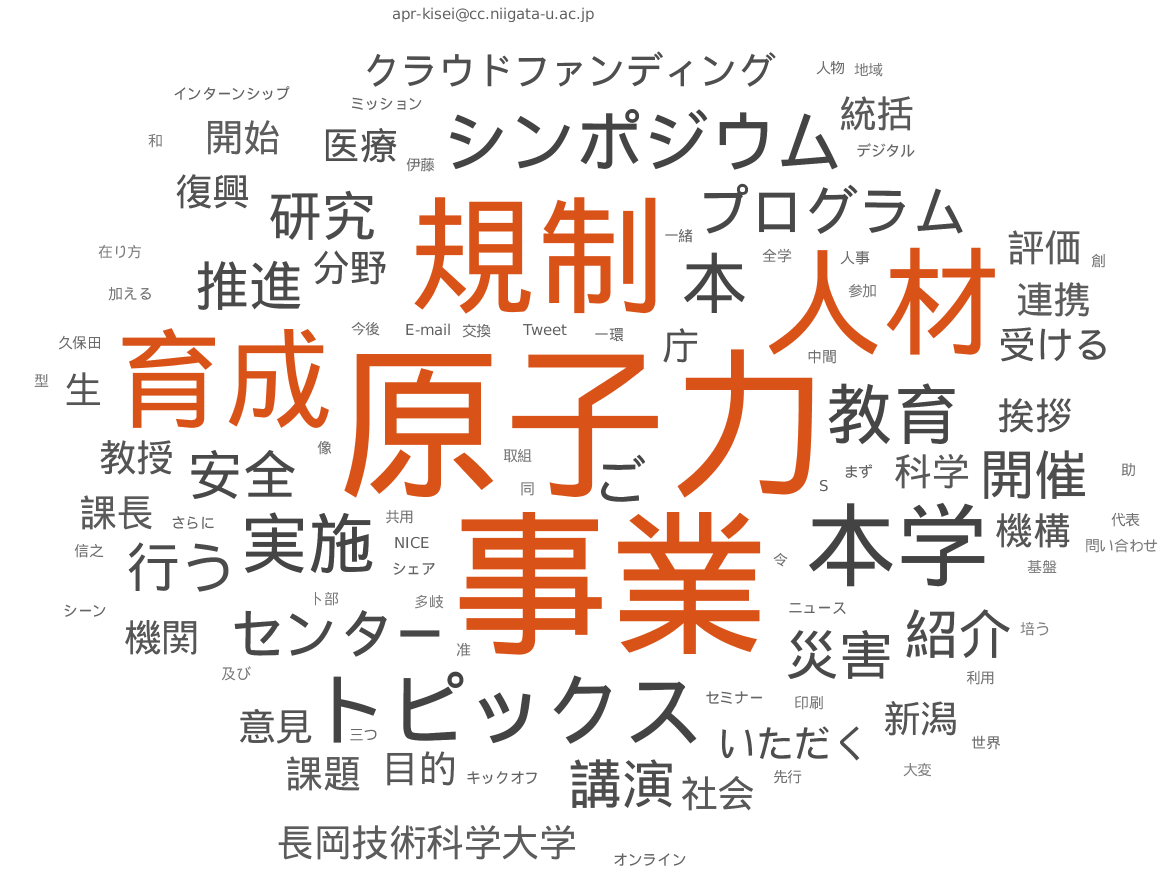 apr-kisei@cc.niigata-u.ac.jp
クラウドファンディング
人物
地域
インターンシップ
ミッション
統括
和
開始
医療
シンポジウム
デジタル
伊藤
復興
研究
プログラム
規制
一緒
評価
在り方
分野
全学
人事
創
推進
本
人材
加える
参加
連携
今後
E-mail
交換
Tweet
一環
庁
受ける
久保田
中間
育成
原子力
型
生
教育
挨拶
教授
像
取組
まず
科学
開催
助
安全
同
ご
S
課長
さらに
共用
本学
機構
代表
信之
実施
NICE
問い合わせ
行う
シェア
事業
令
基盤
シーン
卜部
多岐
ニュース
機関
センター
准
災害
紹介
培う
及び
利用
トピックス
セミナー
印刷
意見
三つ
新潟
いただく
世界
課題
目的
キックオフ
講演
社会
先行
大変
長岡技術科学大学
オンライン